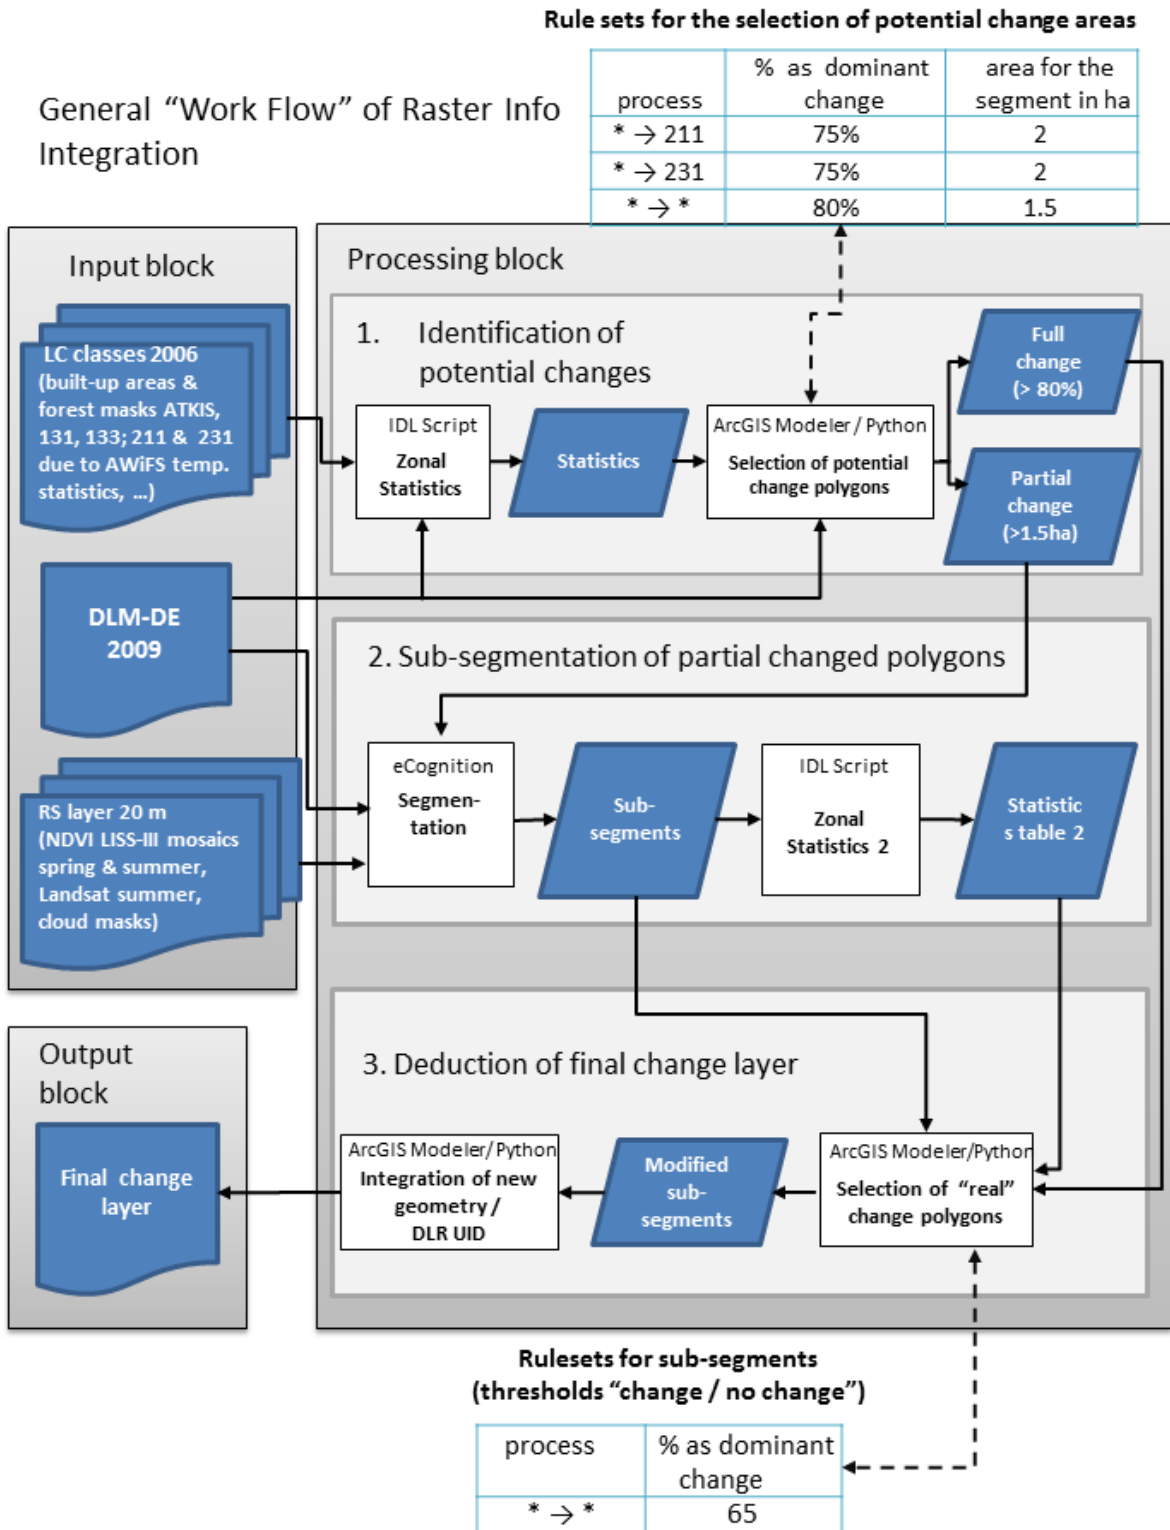 Rule sets for the selection of potential change areas
General “Work Flow” of Raster Info
Integration
process
% as dominant
change
area for the
segment in ha
* → 211
75%
2
* → 231
75%
2
* → *
80%
1.5
Input block
LC classes 2006
(built-up areas &
forest masks ATKIS,
131, 133; 211 & 231
due to AWiFS temp.
statistics, ...)
DLM-DE
2009
RS layer 20 m
(NDVI LISS-III mosaics
spring & summer,
Landsat summer,
cloud masks)
Processing block
1. Identification of
potential changes
IDL Script
Zonal
Statistics
Statistics
ArcGIS Modeler / Python
Selection of potential
change polygons
Full
change
(> 80%)
Partial
change
(>1.5ha)
2. Sub-segmentation of partial changed polygons
eCognition
Segmen-
tation
Sub-
segments
IDL Script
Zonal
Statistics 2
Statistic
s table 2
3. Deduction of final change layer
ArcGIS Modeler/Python
Selection of “real”
change polygons
Modified
sub-
segments
ArcGIS Modeler/Python
Integration of new
geometry /
DLR UID
Output
block
Final change
layer
Rulesets for sub-segments
(thresholds “change / no change”)
process
% as dominant
change
* → *
65